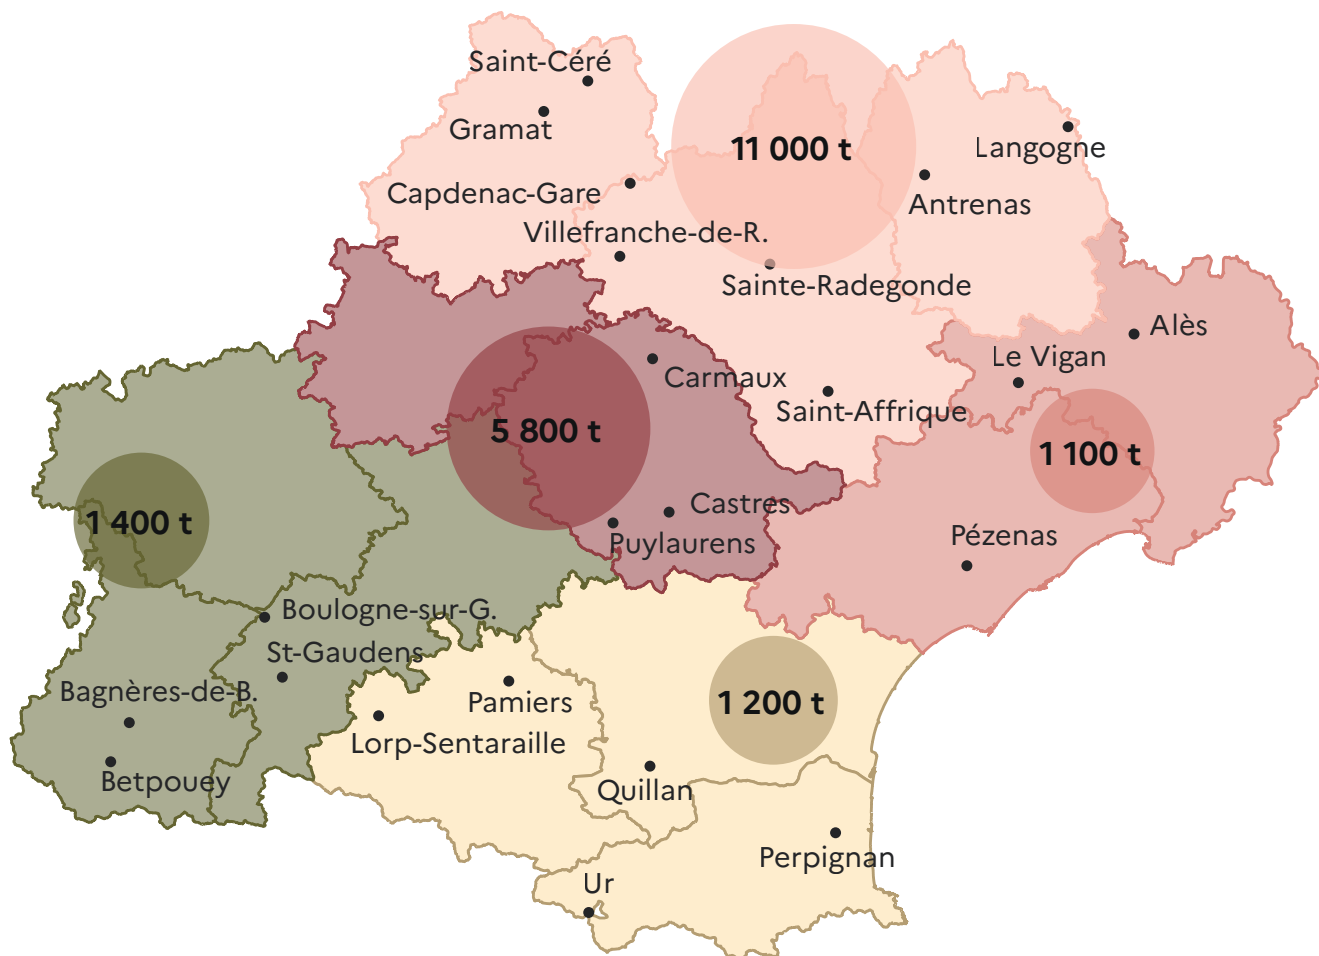 Saint-Céré
Gramat
11 000 t
Langogne
Capdenac-Gare
Antrenas
Villefranche-de-R.
Sainte-Radegonde
Alès
Le Vigan
Carmaux
Saint-Affrique
5 800 t
1 100 t
Castres
1 400 t
Puylaurens
Pézenas
Boulogne-sur-G.
St-Gaudens
Bagnères-de-B.
Pamiers
1 200 t
Lorp-Sentaraille
Betpouey
Quillan
Perpignan
Ur